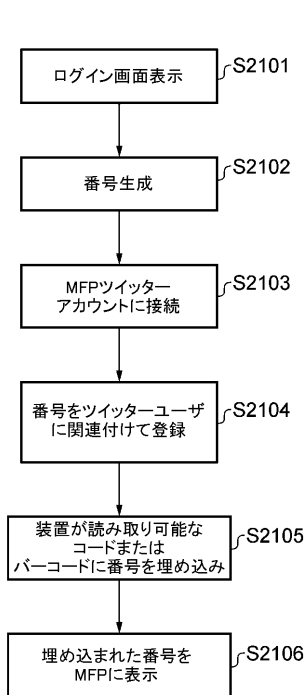 ログイン画面表示
S2101
番号生成
S2102
MFPツイッター
アカウントに接続
S2103
番号をツイッターユーザ
に関連付けて登録
S2104
装置が読み取り可能な
コードまたは
バーコードに番号を埋め込み
S2105
埋め込まれた番号を
MFPに表示
S2106